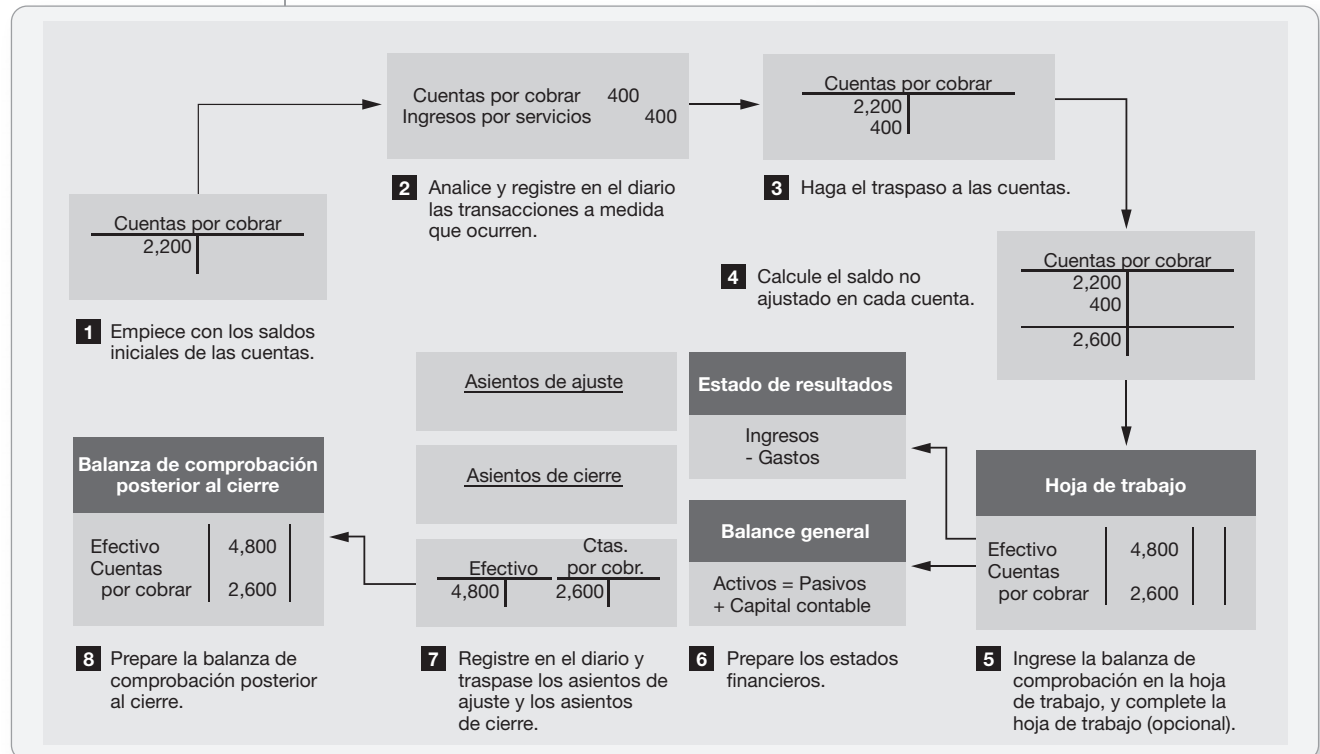 Cuentas por cobrar
2,200
1 Empiece con los saldos
iniciales de las cuentas.
Cuentas por cobrar 400
Ingresos por servicios 400
2 Analice y registre en el diario
las transacciones a medida
que ocurren.
Cuentas por cobrar
2,200
400
3 Haga el traspaso a las cuentas.
Cuentas por cobrar
2,200
400
2,600
4 Calcule el saldo no
ajustado en cada cuenta.
Hoja de trabajo
Efectivo 4,800
Cuentas
por cobrar 2,600
5 Ingrese la balanza de
comprobación en la hoja
de trabajo, y complete la
hoja de trabajo (opcional).
Estado de resultados
Ingresos
- Gastos
Balance general
Activos = Pasivos
+ Capital contable
6 Prepare los estados
financieros.
Asientos de ajuste
Asientos de cierre
Efectivo
4,800
Ctas.
por cobr.
2,600
7 Registre en el diario y
traspase los asientos de
ajuste y los asientos
de cierre.
Balanza de comprobación
posterior al cierre
Efectivo 4,800
Cuentas
por cobrar 2,600
8 Prepare la balanza de
comprobación posterior
al cierre.